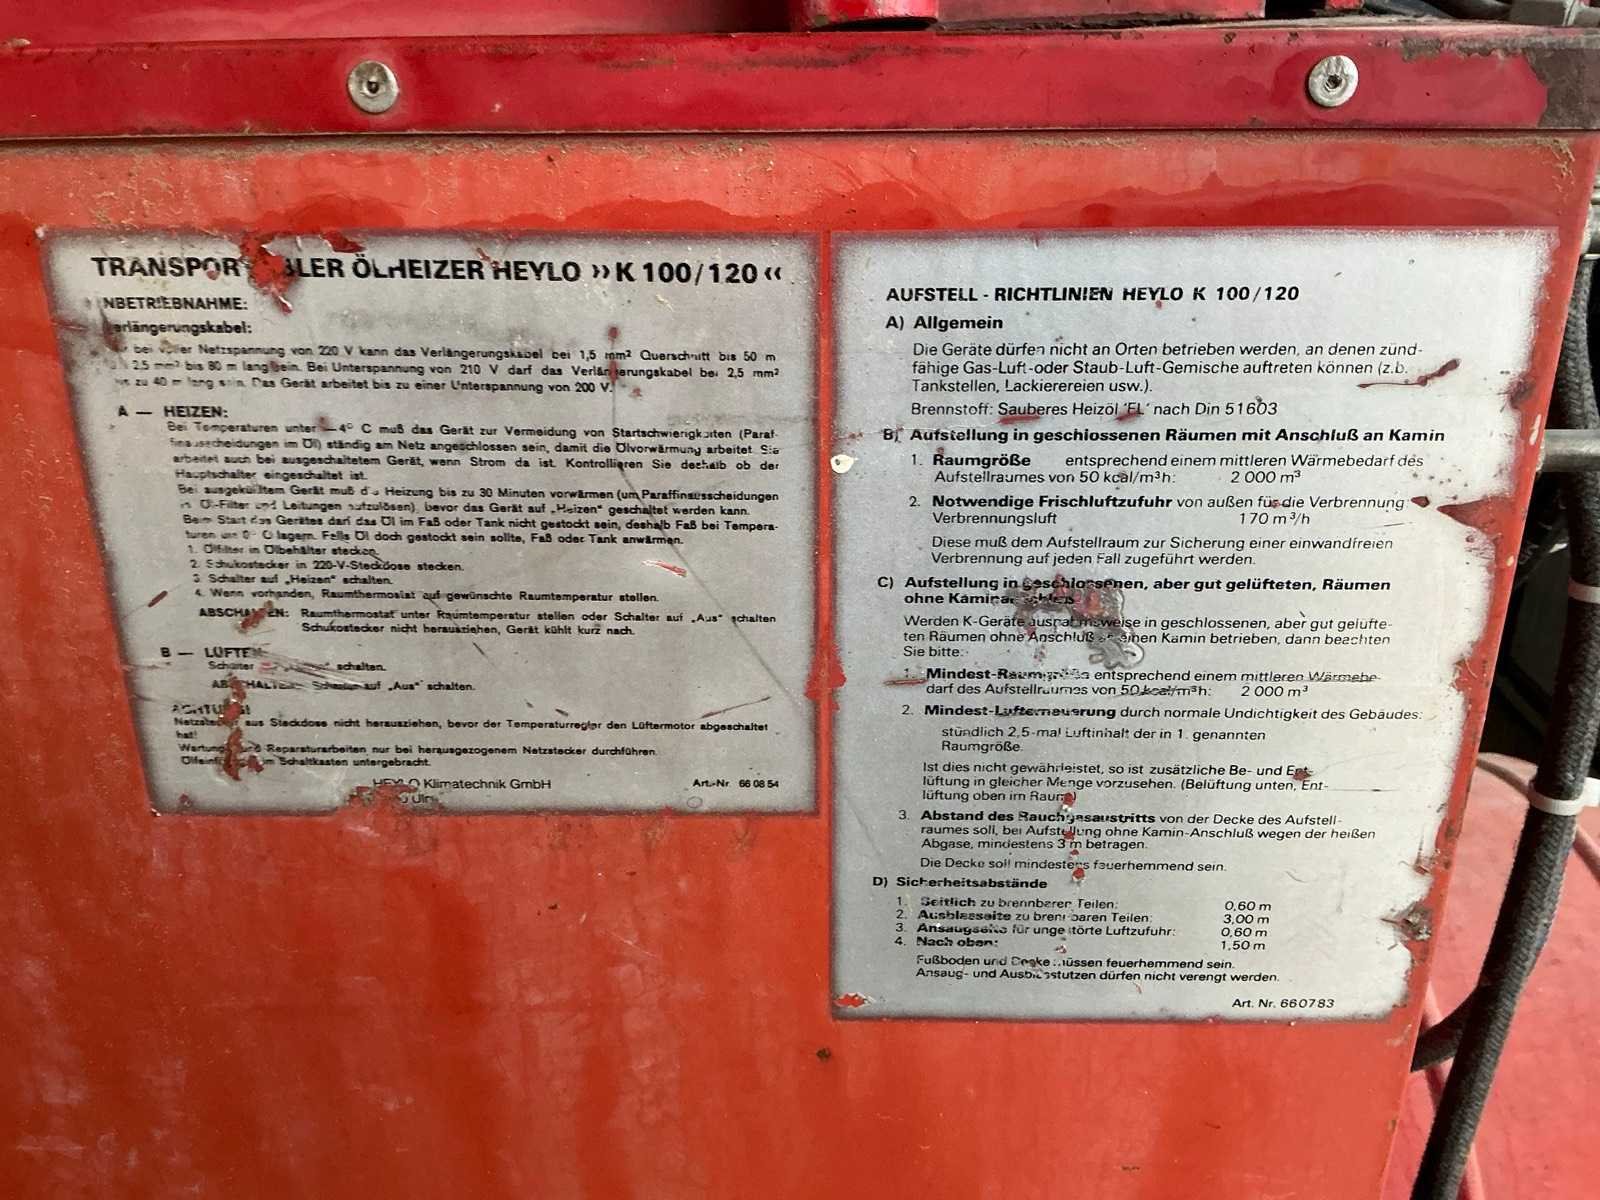 ÖLHEIZER HEYLO »K 100/120«
kabel:
Netzspannung von 220 V kann das Verlängerungskabel bei 1,5 mm² Querschnitt bis 50 m
2,5 mm² bis 80 m lang sein. Bei Unterspannung von 210 V darf das bei 2,5 mm²
zu 40 m lang sein. Das Gerät arbeitet bis zu einer Unterspannung von 200 V.
A — HEIZEN:
Bei Temperaturen unter —4° C muß das Gerät zur Vermeidung von Startschwierigkeiten (Paraf-
im Öl) ständig am Netz angeschlossen sein, damit die Ölvorwärmung arbeitet. Sie
arbeitet auch bei ausgeschaltetem Gerät, wenn Strom da ist. Kontrollieren Sie deshalb ob der
Hauptschalter eingeschaltet ist.
Bei ausgekühltem Gerät muß die Heizung bis zu 30 Minuten vorwärmen (um Paraffinausscheidungen
Öl-Filter und Leitungen aufzulösen), bevor das Gerät auf „Heizen" geschaltet werden kann.
Beim Start des Gerätes darf das Öl im Faß oder Tank nicht gestockt sein, deshalb Faß bei Tempera-
turen lagern. Falls Öl doch gestockt sein sollte, Faß oder Tank anwärmen.
1. Ölfilter in Ölbehälter stecken.
2. Schukostecker in 220-V-Steckdose stecken.
3. Schalter auf „Heizen" schalten.
4. Wenn vorhanden, Raumthermostat auf gewünschte Raumtemperatur stellen.
Raumthermostat unter Raumtemperatur stellen oder Schalter auf „Aus" schalten
Schukostecker nicht herausziehen, Gerät kühlt kurz nach.
B —
Schalter schalten.
auf „Aus" schalten.
aus Steckdose nicht herausziehen, bevor der Temperaturregler den Lüftermotor abgeschaltet
hat!
Reparaturarbeiten nur bei herausgezogenem Netzstecker durchführen.
Schaltkasten untergebracht.
HEYLO Klimatechnik GmbH
Art.-Nr. 66 08 54
AUFSTELL - RICHTLINIEN HEYLO K 100/120
A) Allgemein
Die Geräte dürfen nicht an Orten betrieben werden, an denen zünd-
fähige Gas-Luft-oder Staub-Luft-Gemische auftreten können (z.b.
Tankstellen, Lackierereien usw.).
Brennstoff: Sauberes Heizöl 'EL' nach Din 51603
B) Aufstellung in geschlossenen Räumen mit Anschluß an Kamin
1. Raumgröße entsprechend einem mittleren Wärmebedarf des
Aufstellraumes von 50 kcal/m³h: 2 000 m³
2. Notwendige Frischluftzufuhr von außen für die Verbrennung:
Verbrennungsluft 170 m³/h
Diese muß dem Aufstellraum zur Sicherung einer einwandfreien
Verbrennung auf jeden Fall zugeführt werden.
C) Aufstellung in geschlossenen, aber gut gelüfteten, Räumen
ohne
Werden K-Geräte ausnahmsweise in geschlossenen, aber gut gelüfte-
ten Räumen ohne Anschluß an einen Kamin betrieben, dann beachten
Sie bitte:
1. Mindest-Raumgröße entsprechend einem mittleren Wärmebe-
darf des Aufstellraumes von 50 kcal/m³h: 2 000 m³
2. Mindest-Lufterneuerung durch normale Undichtigkeit des Gebäudes:
stündlich 2,5-mal Luftinhalt der in 1. genannten
Raumgröße.
Ist dies nicht gewährleistet, so ist zusätzliche Be- und Ent-
lüftung in gleicher Menge vorzusehen. (Belüftung unten, Ent-
lüftung oben im Raum)
3. Abstand des Rauchgasaustritts von der Decke des Aufstell-
raumes soll, bei Aufstellung ohne Kamin-Anschluß wegen der heißen
Abgase, mindestens 3 m betragen.
Die Decke soll mindestens feuerhemmend sein.
D) Sicherheitsabstände
1. Seitlich zu brennbaren Teilen: 0,60 m
2. Ausblasseite zu brennbaren Teilen: 3,00 m
3. Ansaugseite für ungestörte Luftzufuhr: 0,60 m
4. Nach oben: 1,50 m
Fußboden und Decke müssen feuerhemmend sein.
Ansaug- und Ausblasstutzen dürfen nicht verengt werden.
Art. Nr. 660783